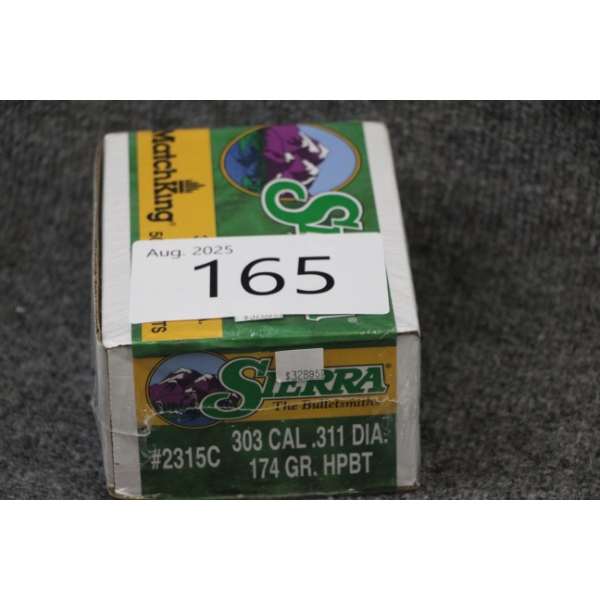 MatchKing®
Aug. 2025
165
SIERRA®
The Bulletsmiths
#2315C
303 CAL .311 DIA.
174 GR. HPBT